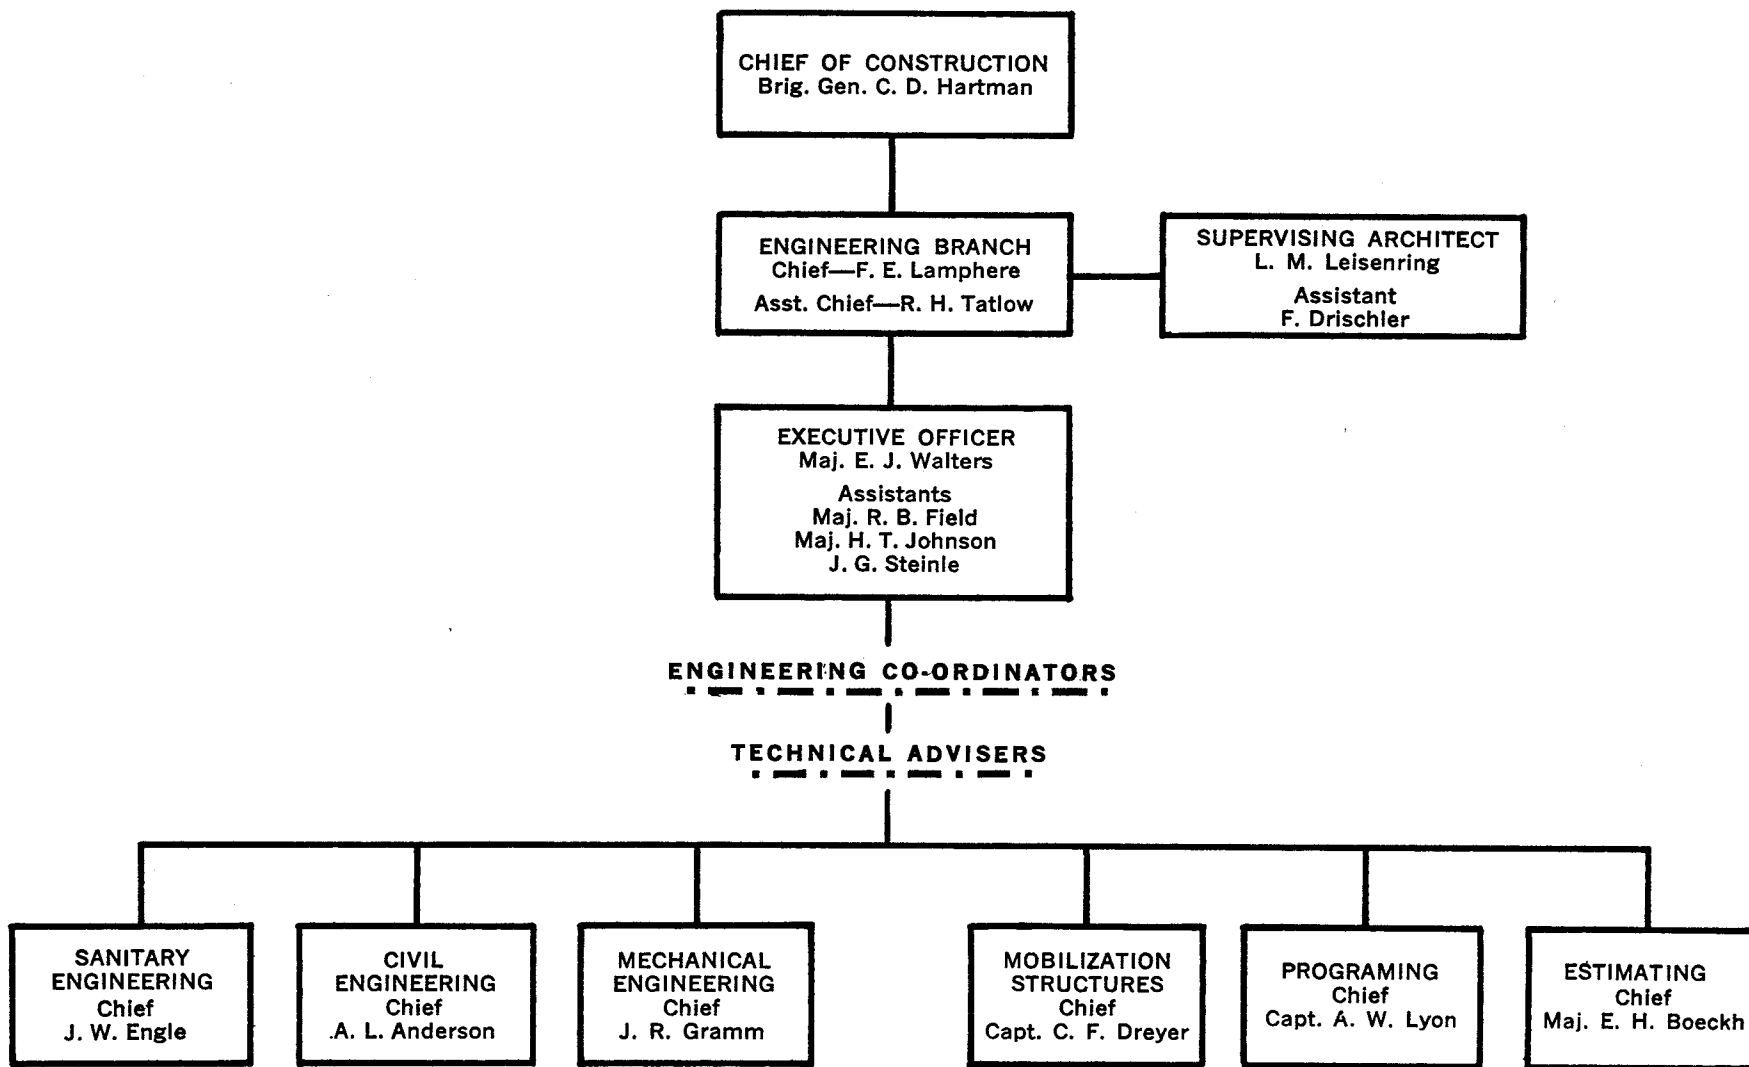 CHIEF OF CONSTRUCTION
Brig. Gen. C. D. Hartman
ENGINEERING BRANCH
Chief—F. E. Lamphere
Asst. Chief—R. H. Tatlow
SUPERVISING ARCHITECT
L. M. Leisenring
Assistant
F. Drischler
EXECUTIVE OFFICER
Maj. E. J. Walters
Assistants
Maj. R. B. Field
Maj. H. T. Johnson
J. G. Steinle
ENGINEERING CO-ORDINATORS
TECHNICAL ADVISERS
SANITARY
ENGINEERING
Chief
J. W. Engle
CIVIL
ENGINEERING
Chief
A. L. Anderson
MECHANICAL
ENGINEERING
Chief
J. R. Gramm
MOBILIZATION
STRUCTURES
Chief
Capt. C. F. Dreyer
PROGRAMING
Chief
Capt. A. W. Lyon
ESTIMATING
Chief
Maj. E. H. Boeckh